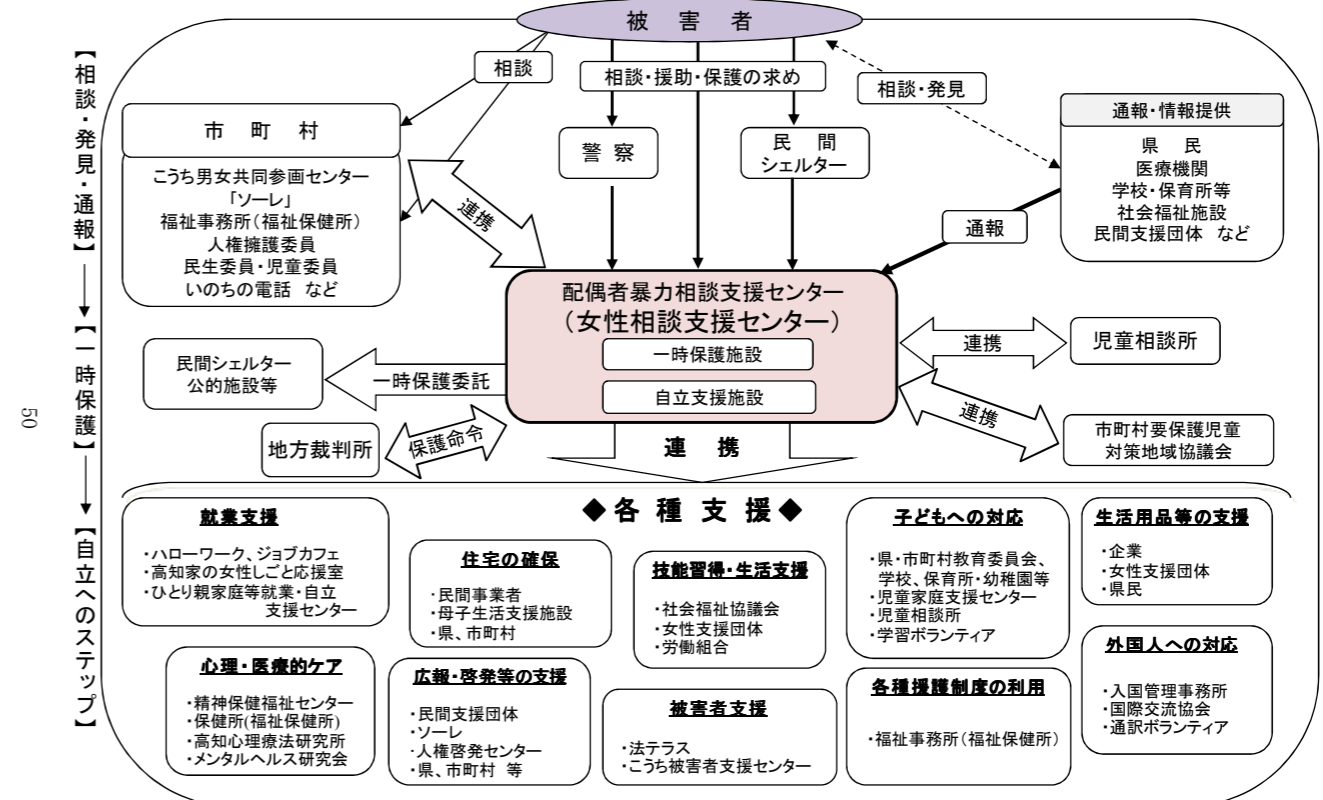 被 害 者
【相談・発見・通報】
【一時保護】
【自立へのステップ】
50
相談
相談・援助・保護の求め
相談・発見
市 町 村
こうち男女共同参画センター
「ソーレ」
福祉事務所（福祉保健所）
人権擁護委員
民生委員・児童委員
いのちの電話 など
警 察
民 間
シェルター
通報・情報提供
県 民
医療機関
学校・保育所等
社会福祉施設
民間支援団体 など
連携
通報
配偶者暴力相談支援センター
（女性相談支援センター）
一時保護施設
自立支援施設
民間シェルター
公的施設等
一時保護委託
連携
児童相談所
地方裁判所
保護命令
連 携
連携
市町村要保護児童
対策地域協議会
◆各 種 支 援◆
就業支援
・ハローワーク、ジョブカフェ
・高知家の女性しごと応援室
・ひとり親家庭等就業・自立
支援センター
住宅の確保
・民間事業者
・母子生活支援施設
・県、市町村
技能習得・生活支援
・社会福祉協議会
・女性支援団体
・労働組合
子どもへの対応
・県・市町村教育委員会、
学校、保育所・幼稚園等
・児童家庭支援センター
・児童相談所
・学習ボランティア
生活用品等の支援
・企業
・女性支援団体
・県民
心理・医療的ケア
・精神保健福祉センター
・保健所(福祉保健所)
・高知心理療法研究所
・メンタルヘルス研究会
広報・啓発等の支援
・民間支援団体
・ソーレ
・人権啓発センター
・県、市町村 等
被害者支援
・法テラス
・こうち被害者支援センター
各種援護制度の利用
・福祉事務所（福祉保健所）
外国人への対応
・入国管理事務所
・国際交流協会
・通訳ボランティア